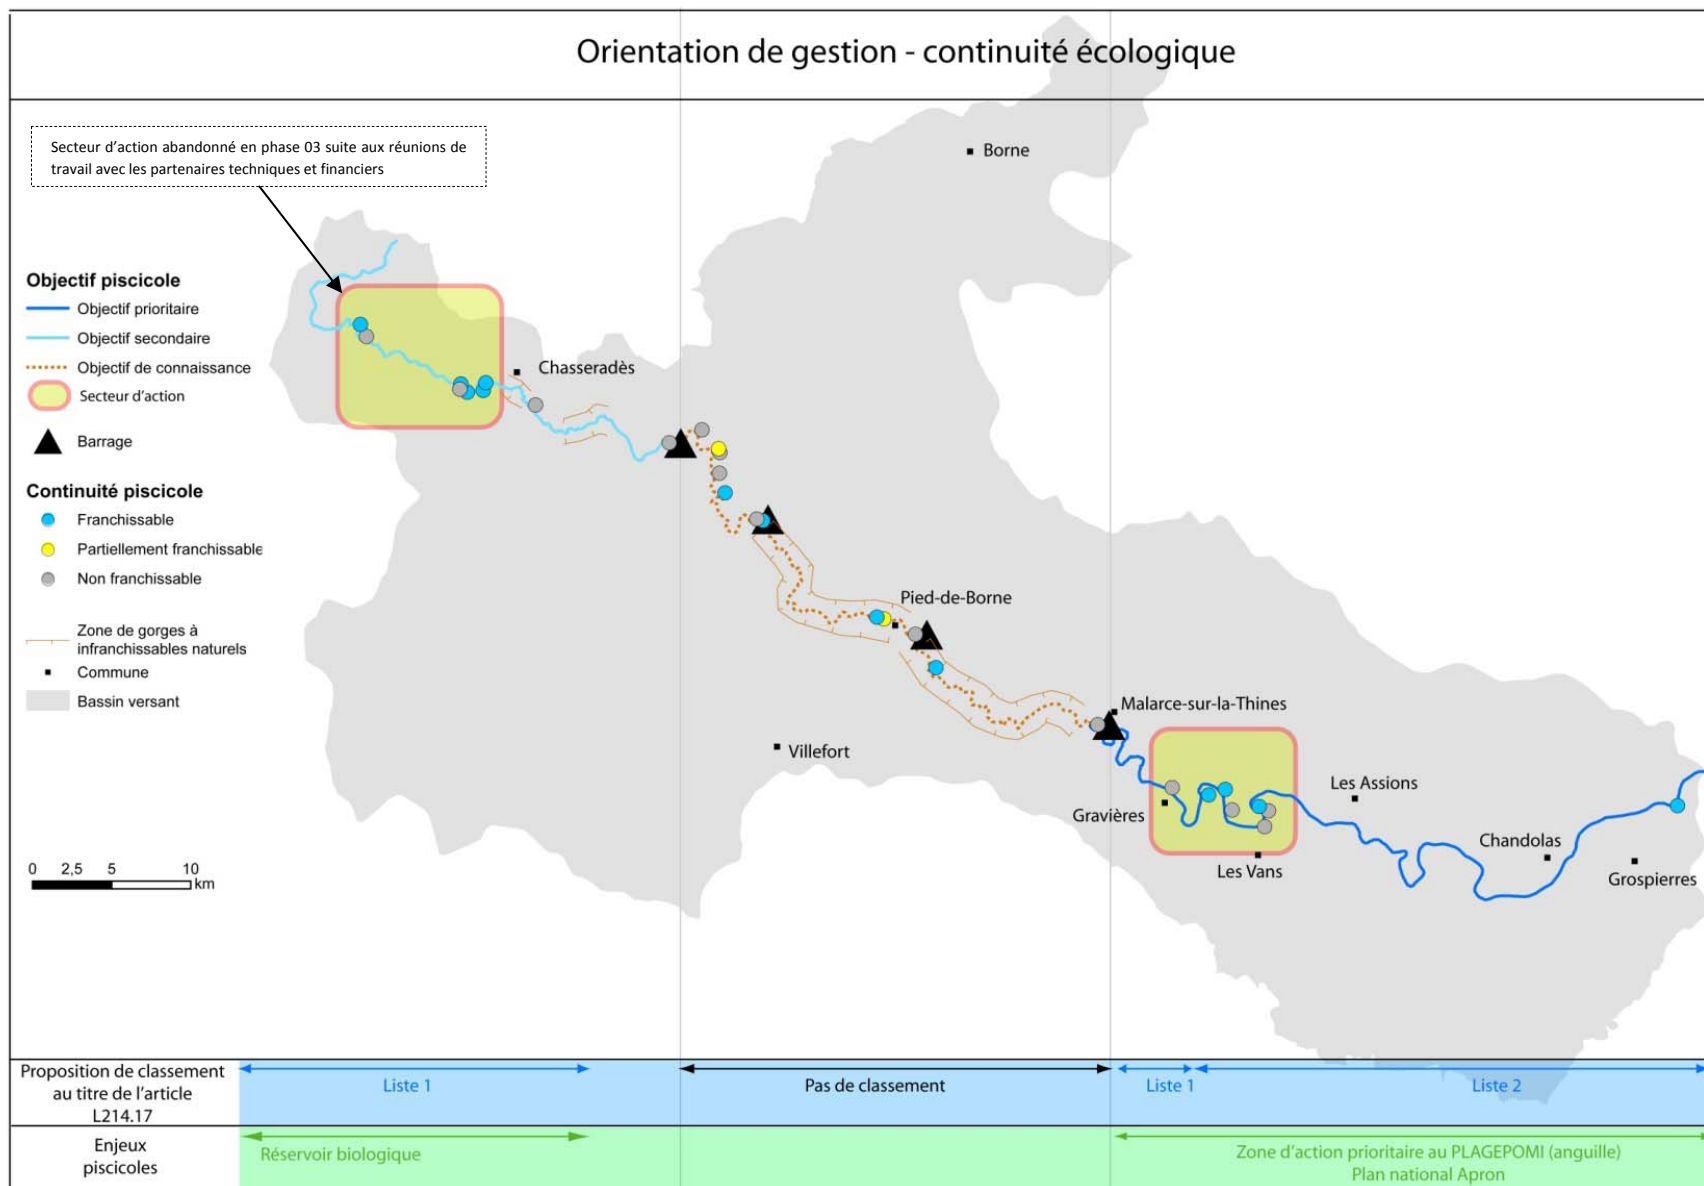 Orientation de gestion - continuité écologique
Secteur d'action abandonné en phase 03 suite aux réunions de
travail avec les partenaires techniques et financiers
Borne
Objectif piscicole
Objectif prioritaire
Objectif secondaire
Objectif de connaissance
Secteur d'action
Barrage
Continuité piscicole
Franchissable
Partiellement franchissable
Non franchissable
Zone de gorges à
infranchissables naturels
Commune
Bassin versant
0 2,5 5 10
km
Chasseradès
Pied-de-Borne
Villefort
Malarce-sur-la-Thines
Gravières
Les Vans
Les Assions
Chandolas
Grospierres
Proposition de classement
au titre de l'article
L214.17
Liste 1
Pas de classement
Liste 1
Liste 2
Enjeux
piscicoles
Réservoir biologique
Zone d'action prioritaire au PLAGEPOMI (anguille)
Plan national Apron